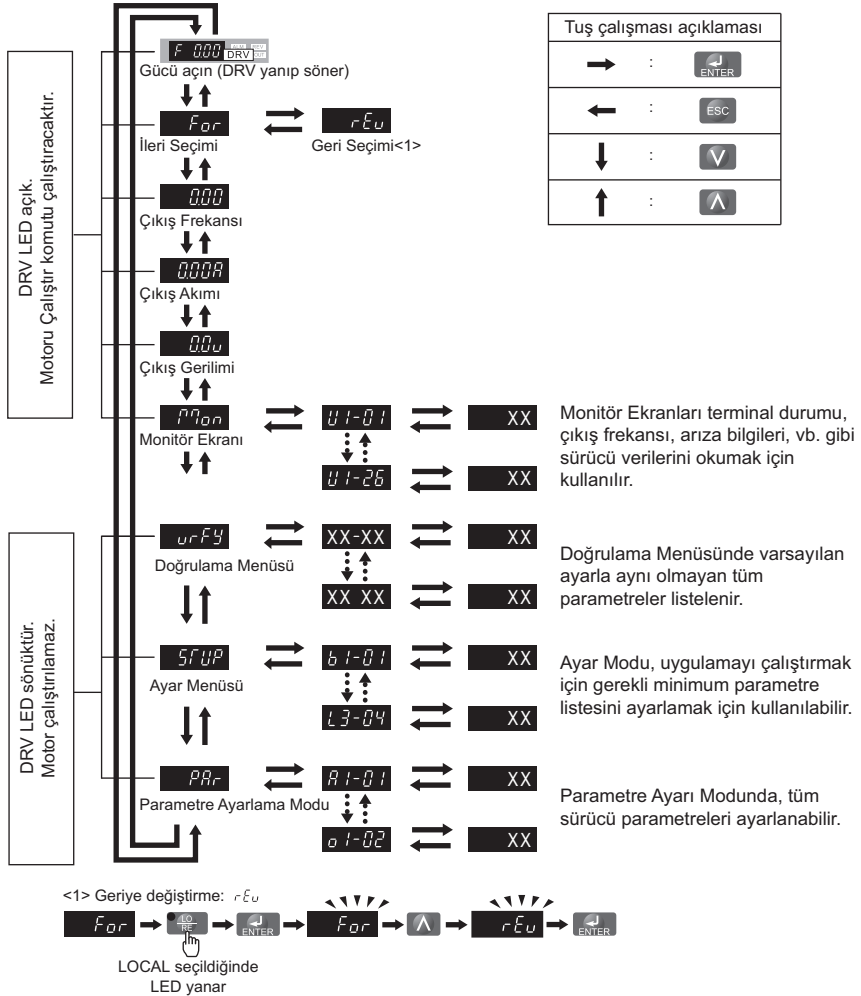 F 0.00
DRV
Gücü açın (DRV yanıp söner)
For
İleri Seçimi
rEv
Geri Seçimi<1>
0.00
Çıkış Frekansı
0.00A
Çıkış Akımı
0.0v
Çıkış Gerilimi
Mon
Monitör Ekranı
U1-01
XX
U1-26
XX
Monitör Ekranları terminal durumu,
çıkış frekansı, arıza bilgileri, vb. gibi
sürücü verilerini okumak için
kullanılır.
DRV LED açık.
Motoru Çalıştır komutu çalıştıracaktır.
vrFY
Doğrulama Menüsü
XX-XX
XX
XX XX
XX
Doğrulama Menüsünde varsayılan
ayarla aynı olmayan tüm
parametreler listelenir.
STUP
Ayar Menüsü
b1-01
XX
L3-04
XX
Ayar Modu, uygulamayı çalıştırmak
için gerekli minimum parametre
listesini ayarlamak için kullanılabilir.
PAr
Parametre Ayarlama Modu
A1-01
XX
o1-02
XX
Parametre Ayarı Modunda, tüm
sürücü parametreleri ayarlanabilir.
DRV LED sönüktür.
Motor çalıştırılamaz.
Tuş çalışması açıklaması
→ : ENTER
← : ESC
↓ : V
↑ : Λ
<1> Geriye değiştirme: rEv
For → LO RE → ENTER → For → Λ → rEv → ENTER
LOCAL seçildiğinde
LED yanar